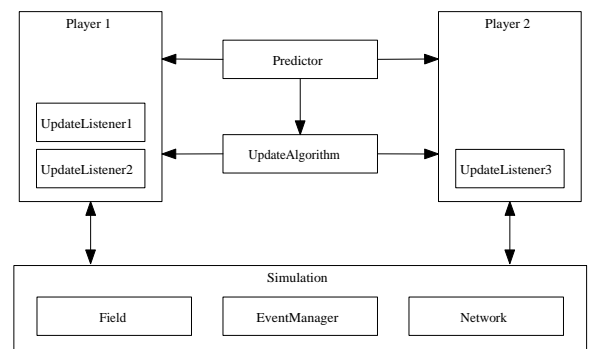 Player 1
Player 2
Predictor
UpdateListener1
UpdateAlgorithm
UpdateListener2
UpdateListener3
Simulation
Field
EventManager
Network